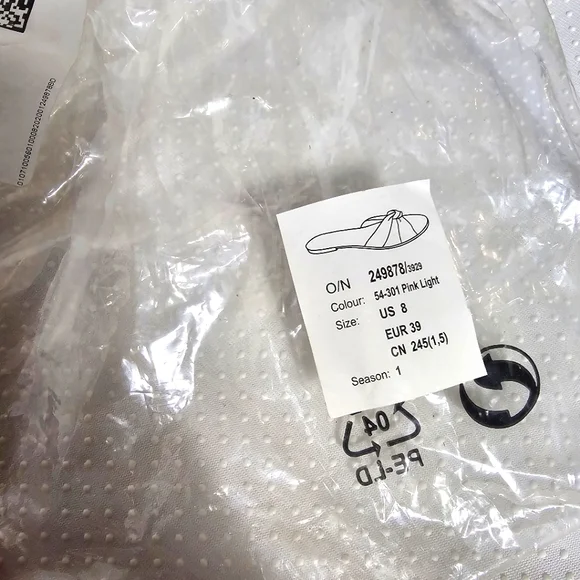 01071005601000820200124987880
O/N 249878/3929
Colour: 54-301 Pink Light
Size: US 8
EUR 39
CN 245(1,5)
Season: 1
04
PE-LD